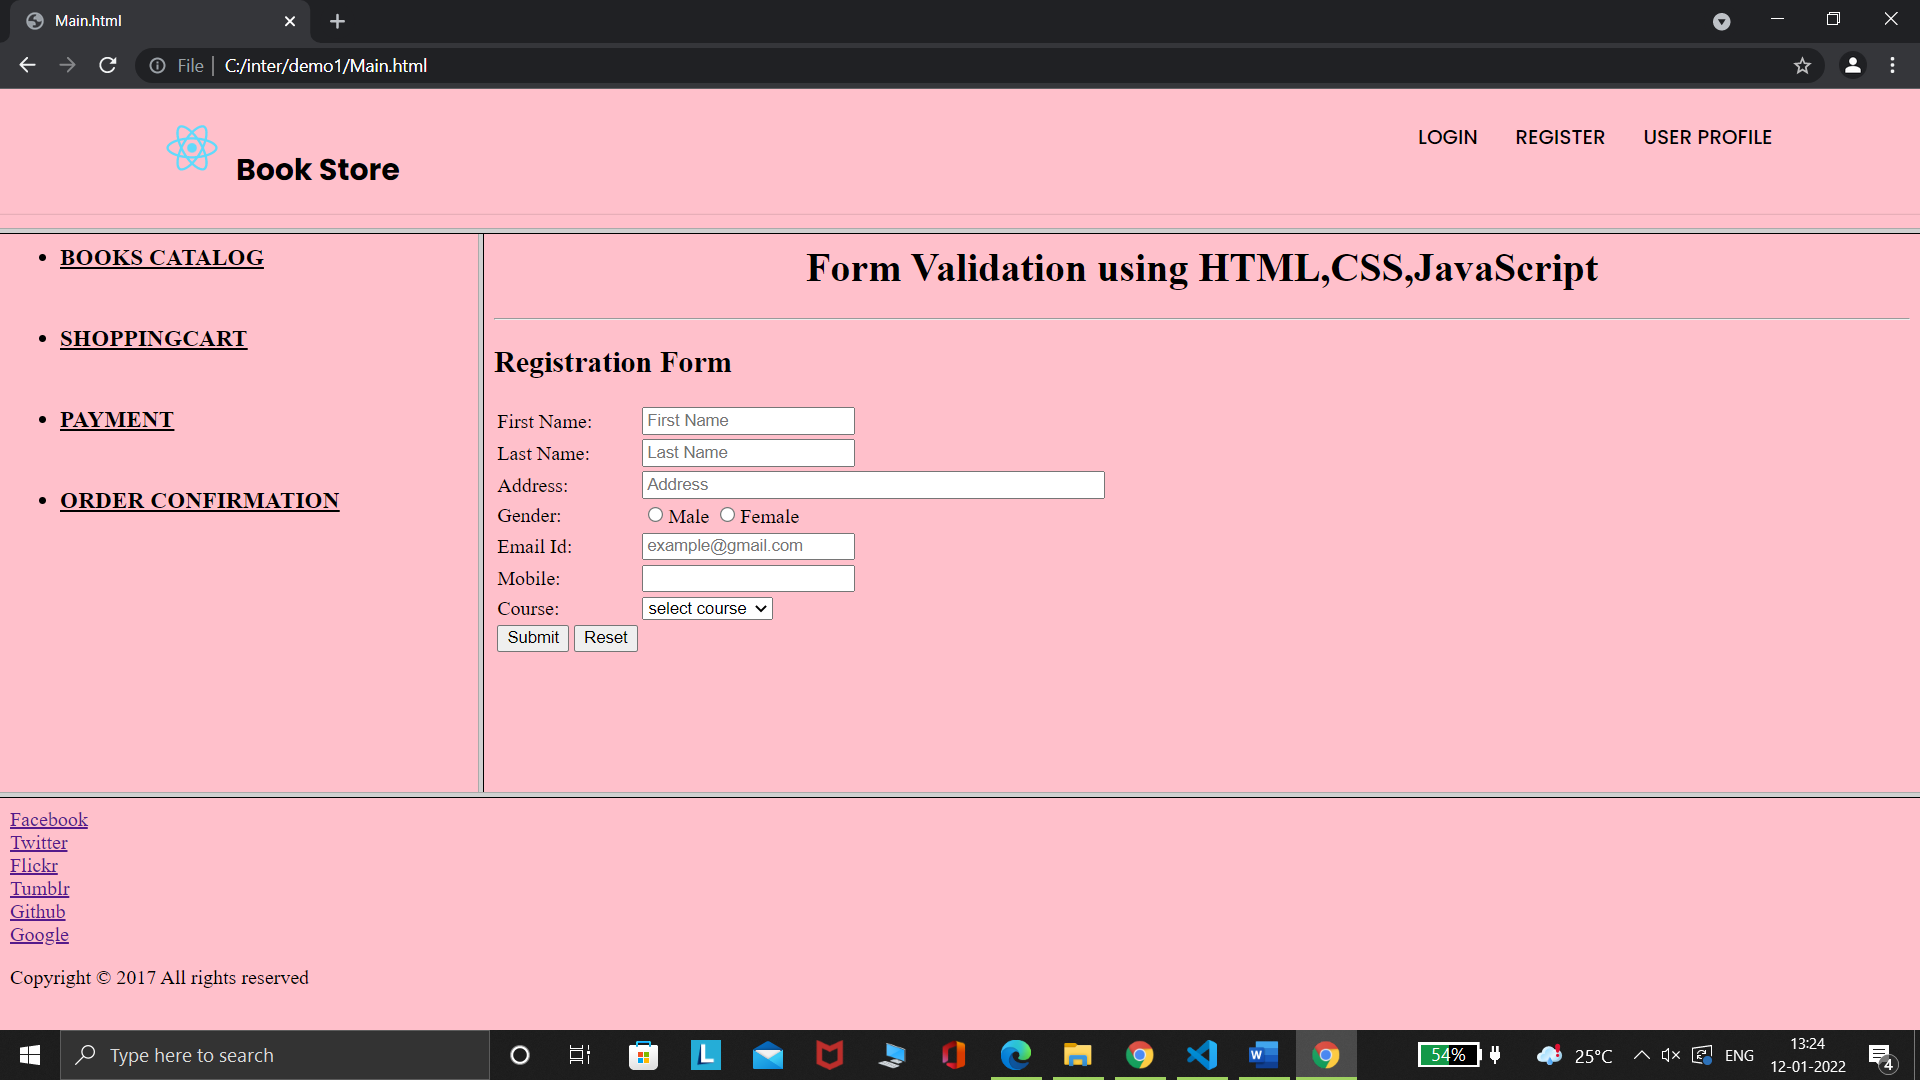 Main.html
File
C:/inter/demo1/Main.html
Book Store
LOGIN REGISTER USER PROFILE
BOOKS CATALOG
SHOPPINGCART
PAYMENT
ORDER CONFIRMATION
Form Validation using HTML,CSS,JavaScript
Registration Form
First Name: First Name
Last Name: Last Name
Address: Address
Gender: Male Female
Email Id: example@gmail.com
Mobile:
Course: select course
Submit Reset
Facebook
Twitter
Flickr
Tumblr
Github
Google
Copyright © 2017 All rights reserved
Type here to search
L
W
54%
25°C
ENG
13:24
12-01-2022
4